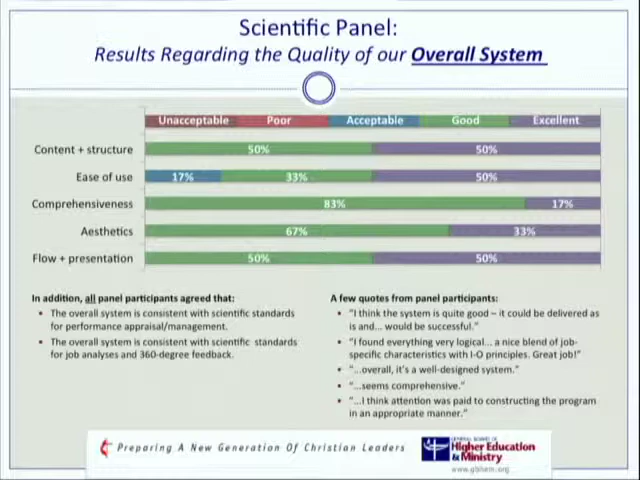 Scientific Panel:
Results Regarding the Quality of our Overall System
Unacceptable Poor Acceptable Good Excellent
Content + structure 50% 50%
Ease of use 17% 33% 50%
Comprehensiveness 83% 17%
Aesthetics 67% 33%
Flow + presentation 50% 50%
In addition, all panel participants agreed that:
• The overall system is consistent with scientific standards
for performance appraisal/management.
• The overall system is consistent with scientific standards
for job analyses and 360-degree feedback.
A few quotes from panel participants:
• "I think the system is quite good – it could be delivered as
is and... would be successful."
• "I found everything very logical... a nice blend of job-
specific characteristics with I-O principles. Great job!"
• "...overall, it's a well-designed system."
• "...seems comprehensive."
• "...I think attention was paid to constructing the program
in an appropriate manner."
Preparing A New Generation Of Christian Leaders
GENERAL BOARD OF
Higher Education
& Ministry
www.gbhem.org